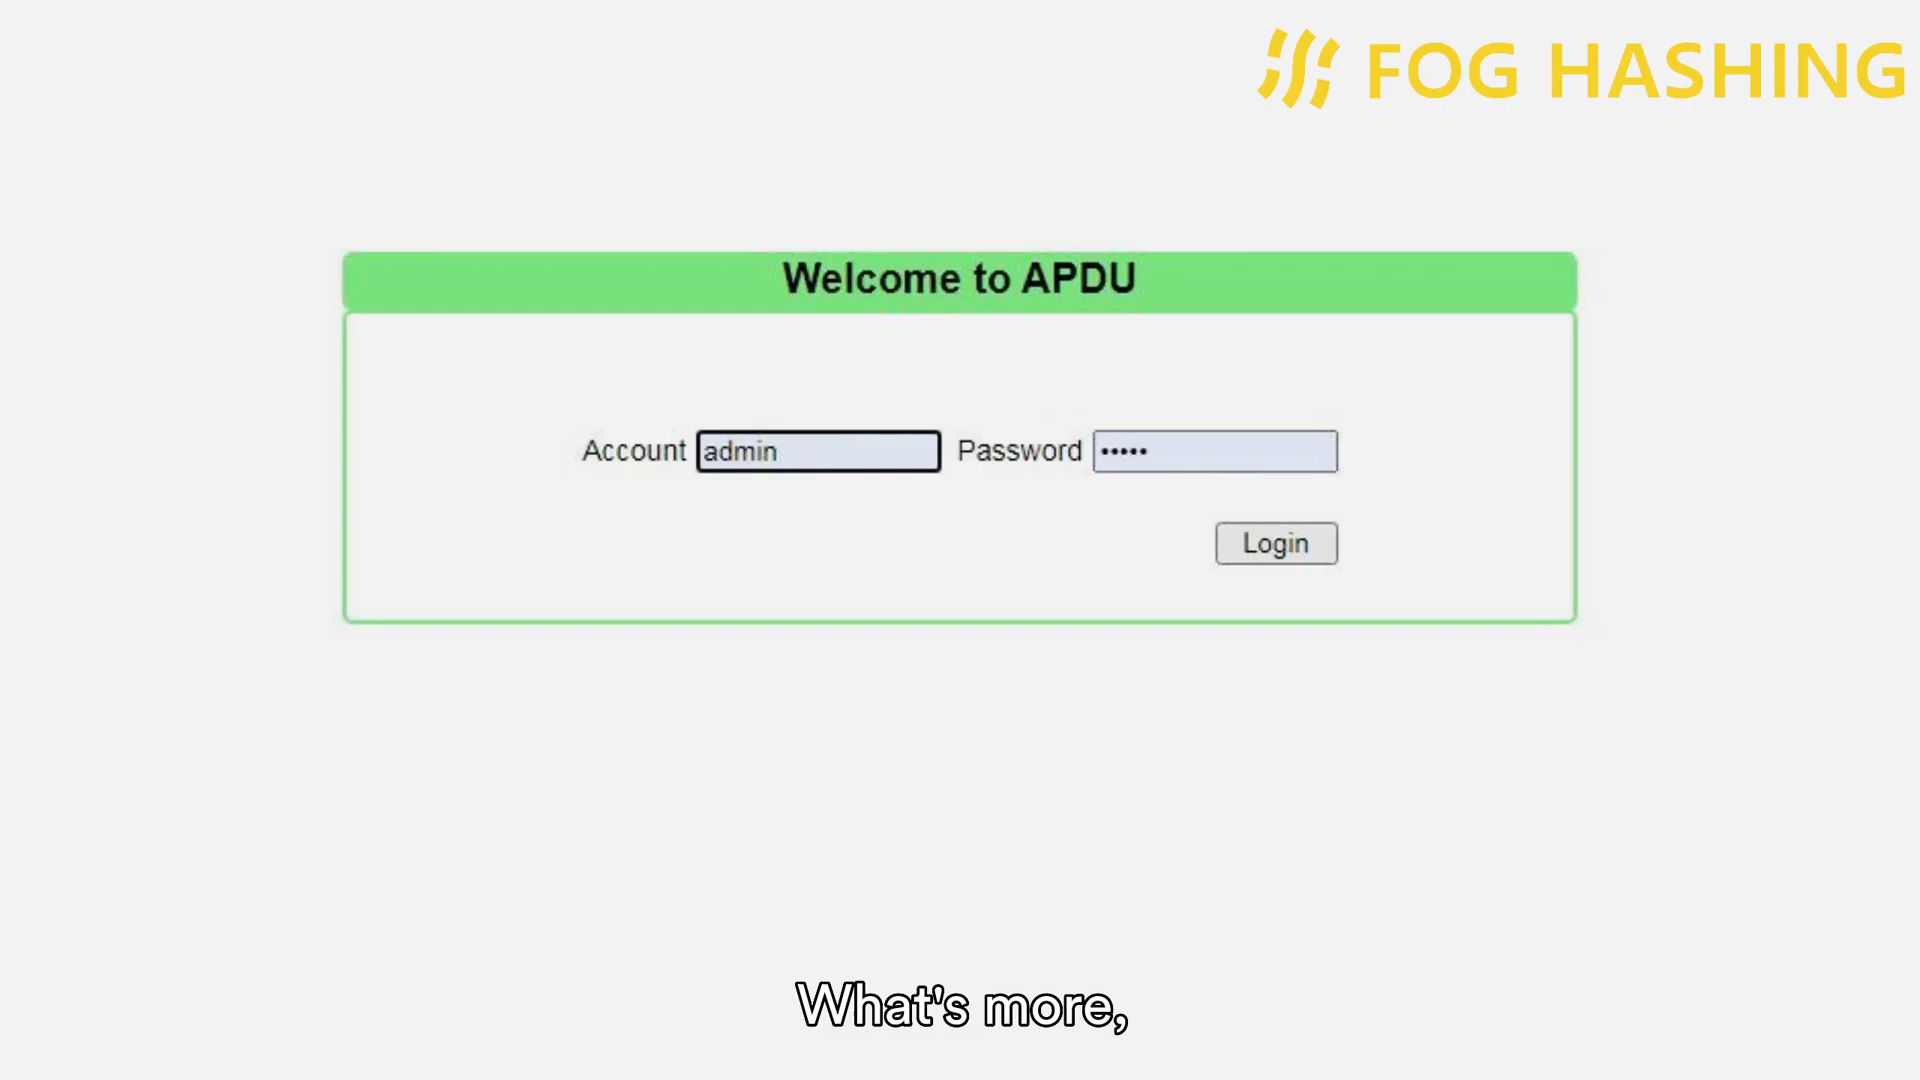 FOG HASHING
Welcome to APDU
Account admin Password •••••
Login
What's more,